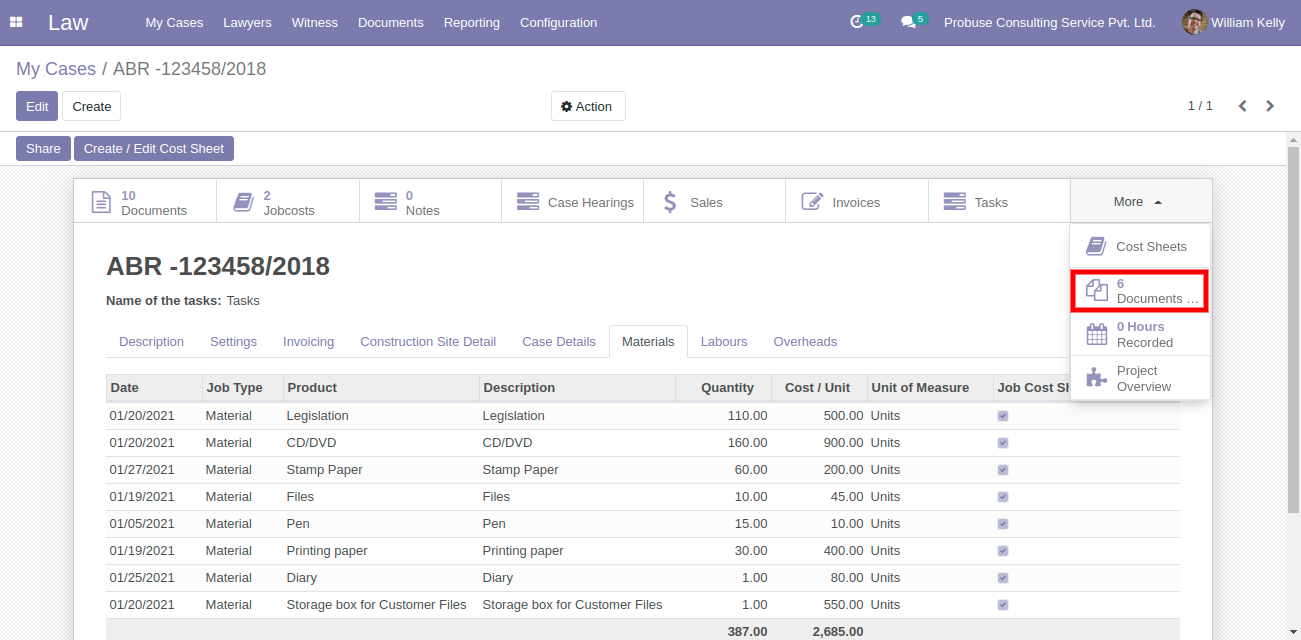 Law My Cases Lawyers Witness Documents Reporting Configuration 13 5 Probuse Consulting Service Pvt. Ltd. William Kelly
My Cases / ABR -123458/2018
Edit Create Action 1 / 1
Share Create / Edit Cost Sheet
10 Documents
2 Jobcosts
0 Notes
Case Hearings
Sales
Invoices
Tasks
More
Cost Sheets
6
Documents ...
0 Hours
Recorded
Project
Overview
ABR -123458/2018
Name of the tasks: Tasks
Description Settings Invoicing Construction Site Detail Case Details Materials Labours Overheads
Date Job Type Product Description Quantity Cost / Unit Unit of Measure Job Cost
01/20/2021 Material Legislation Legislation 110.00 500.00 Units
01/20/2021 Material CD/DVD CD/DVD 160.00 900.00 Units
01/27/2021 Material Stamp Paper Stamp Paper 60.00 200.00 Units
01/19/2021 Material Files Files 10.00 45.00 Units
01/05/2021 Material Pen Pen 15.00 10.00 Units
01/19/2021 Material Printing paper Printing paper 30.00 400.00 Units
01/25/2021 Material Diary Diary 1.00 80.00 Units
01/20/2021 Material Storage box for Customer Files Storage box for Customer Files 1.00 550.00 Units
387.00 2,685.00